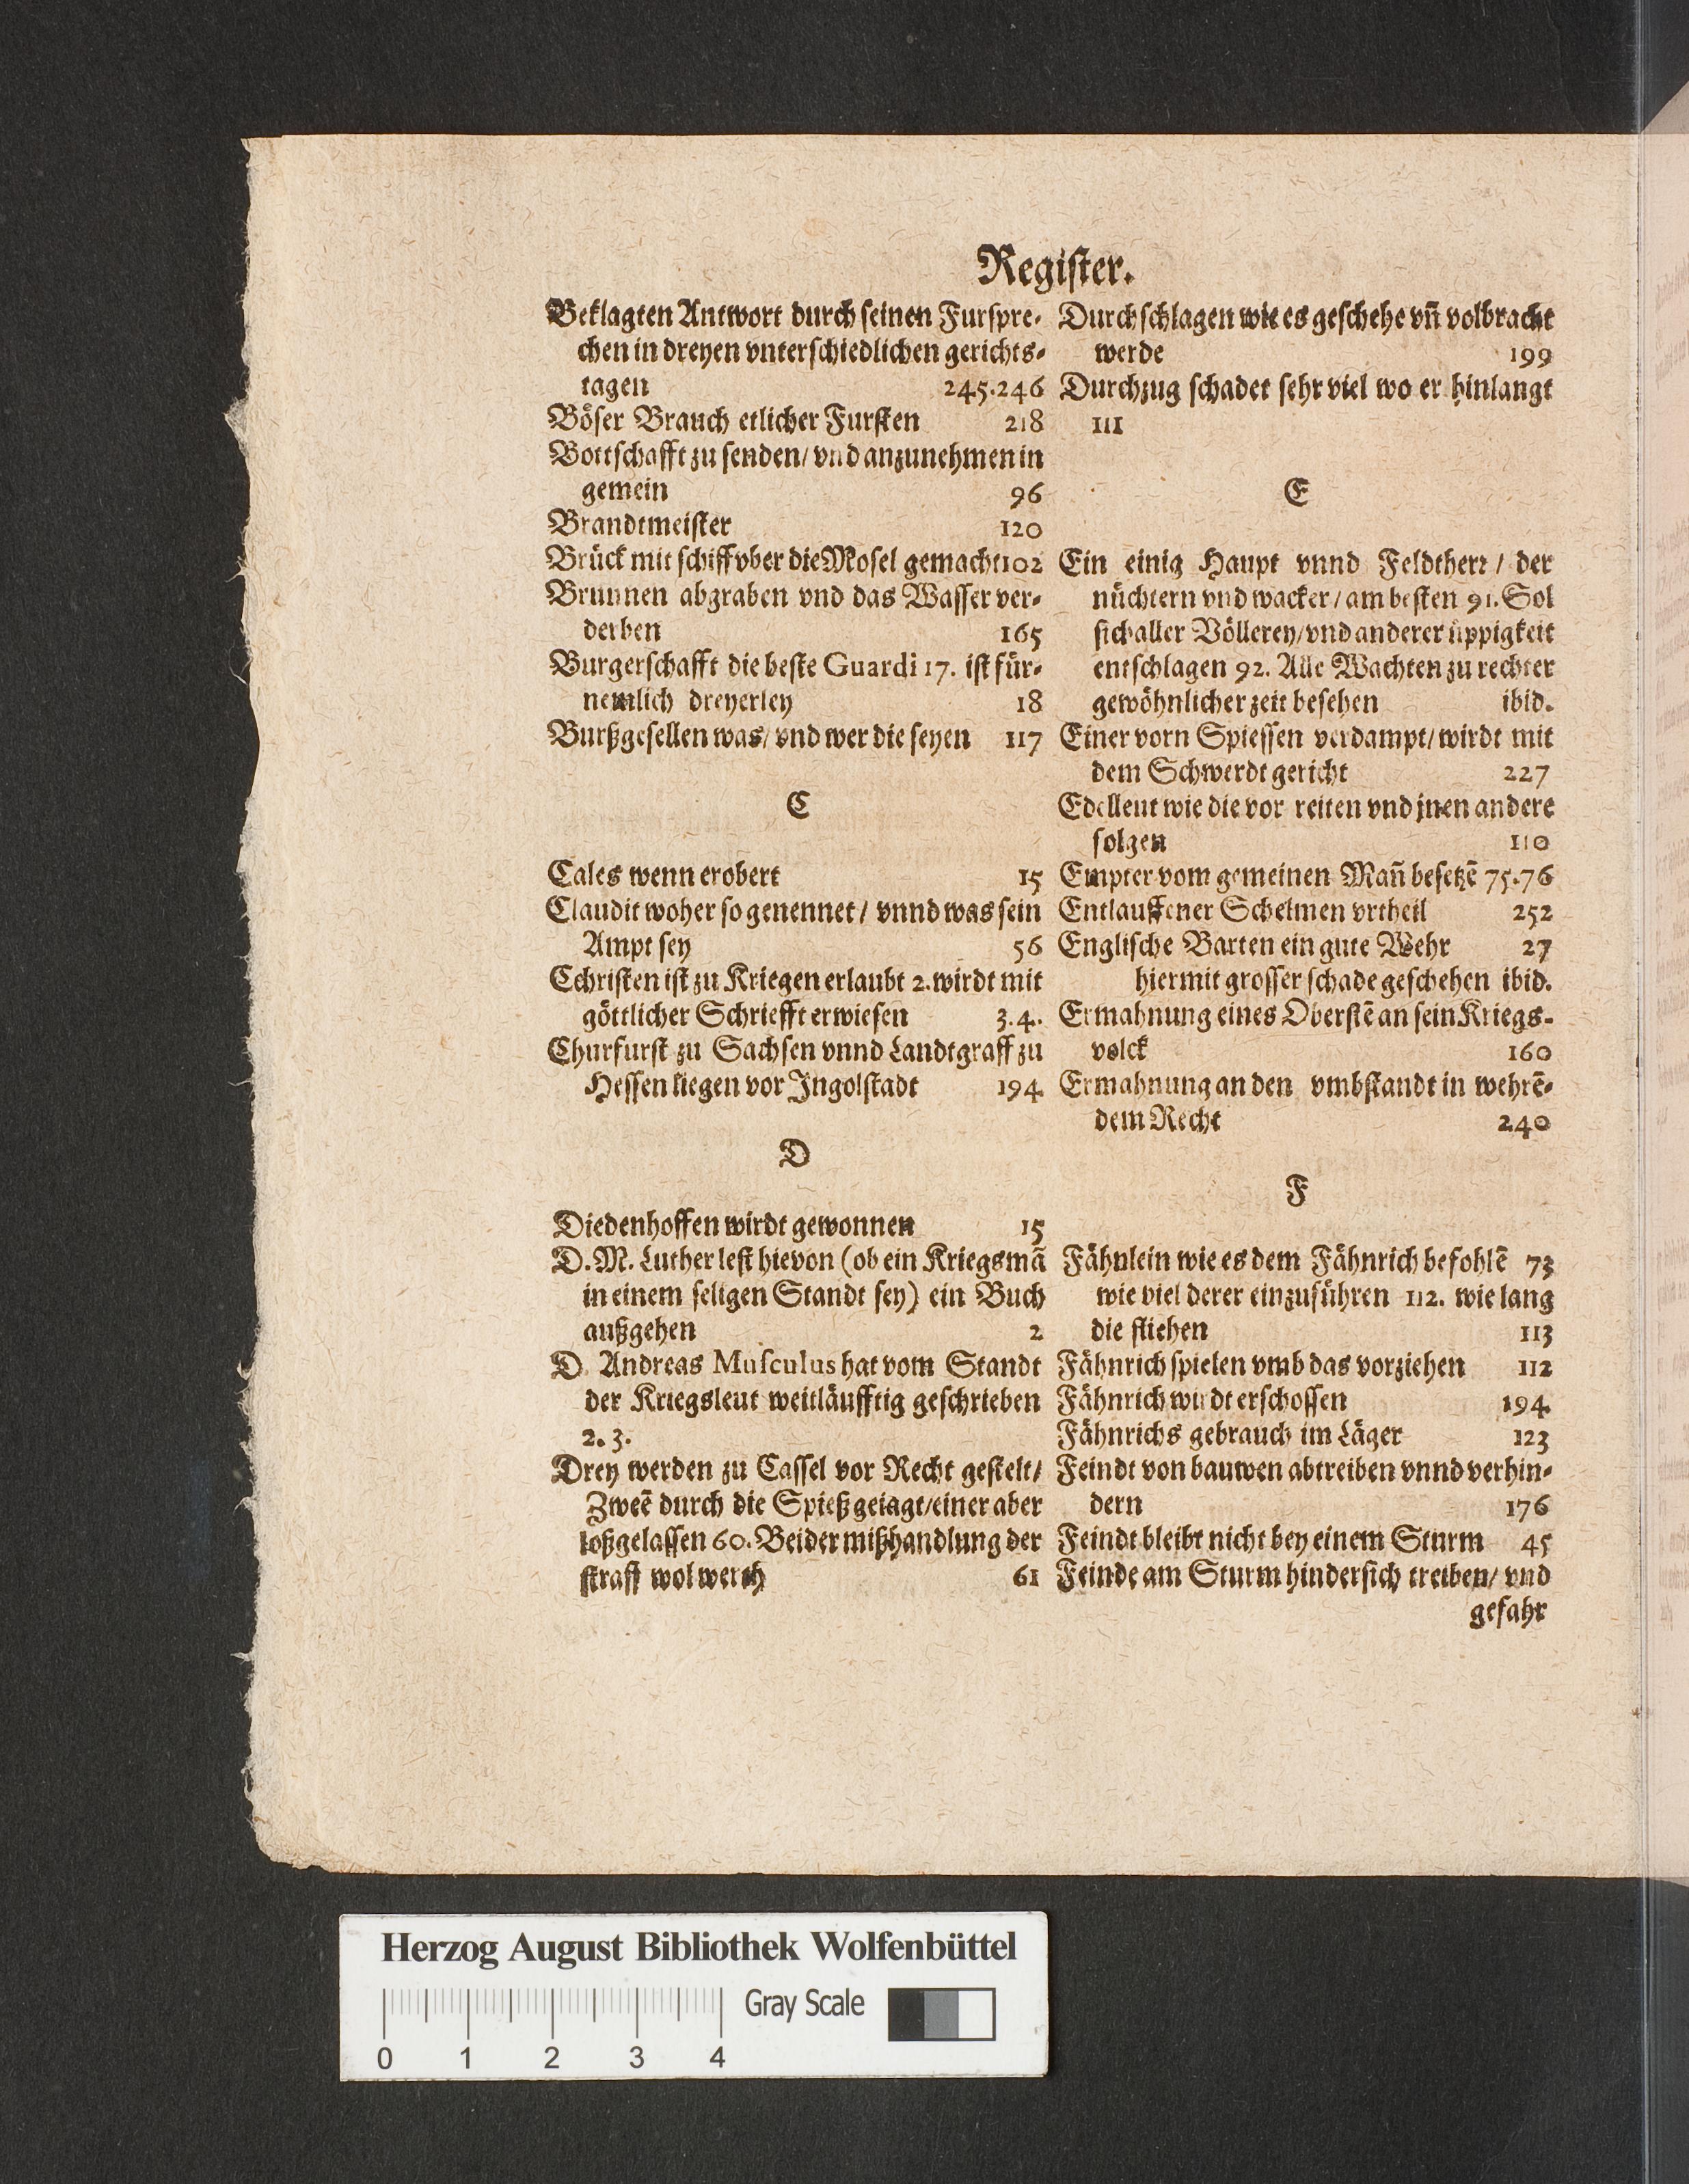 Register.
Beklagten Antwort durch seinen Furspre-
chen in dreyen vnterschiedlichen gerichts-
tagen 245.246
Böser Brauch etlicher Fursten 218
Bottschafft zu senden/ vnd anzunehmen in
gemein 96
Brandtmeister 120
Brück mit schiff vber die Mosel gemacht 102
Brunnen abgraben vnd das Wasser ver-
derben 165
Burgerschafft die beste Guardi 17. ist für-
nemlich dreyerley 18
Burßgesellen was/ vnd wer die seyen 117
C
Cales wenn erobert 15
Claudit woher so genennet/ vnnd was sein
Ampt sey 56
Cchristen ist zu Kriegen erlaubt 2. wirdt mit
göttlicher Schriefft erwiesen 3.4.
Churfurst zu Sachsen vnnd Landtgraff zu
Hessen liegen vor Ingolstadt 194
D
Diedenhoffen wirdt gewonnen 15
D. M. Luther lest hievon (ob ein Kriegsmã
in einem seligen Standt sey) ein Buch
außgehen 2
D. Andreas Musculus hat vom Standt
der Kriegsleut weitläufftig geschrieben
2. 3.
Drey werden zu Cassel vor Recht gestelt/
Zweẽ durch die Spieß geiagt/einer aber
loßgelassen 60. Beider mißhandlung der
straff wol werth 61
Durchschlagen wie es geschehe vñ volbracht
werde 199
Durchzug schadet sehr viel wo er hinlangt
111
E
Ein einig Haupt vnnd Feldtherr/ der
nüchtern vnd wacker/ am besten 91. Sol
sich aller Völlerey/vnd anderer üppigkeit
entschlagen 92. Alle Wachten zu rechter
gewöhnlicher zeit besehen ibid.
Einer vorn Spiessen verdampt/wirdt mit
dem Schwerdt gericht 227
Edelleut wie die vor reiten vnd jnen andere
folgen 110
Empter vom gemeinen Mañ besetzẽ 75.76
Entlauffener Schelmen vrtheil 252
Englische Barten ein gute Wehr 27
hiermit grosser schade geschehen ibid.
Ermahnung eines Oberstẽ an sein Kriegs-
volck 160
Ermahnung an den vmbstandt in wehrẽ-
dem Recht 240
F
Fähnlein wie es dem Fähnrich befohlẽ 73
wie viel derer einzuführen 112. wie lang
die fliehen 113
Fähnrich spielen vmb das vorziehen 112
Fähnrich wirdt erschossen 194
Fähnrichs gebrauch im Läger 123
Feindt von bauwen abtreiben vnnd verhin-
dern 176
Feindt bleibt nicht bey einem Sturm 45
Feinde am Sturm hindersich treiben/ vnd
gefahr
Herzog August Bibliothek Wolfenbüttel
Gray Scale
0 1 2 3 4